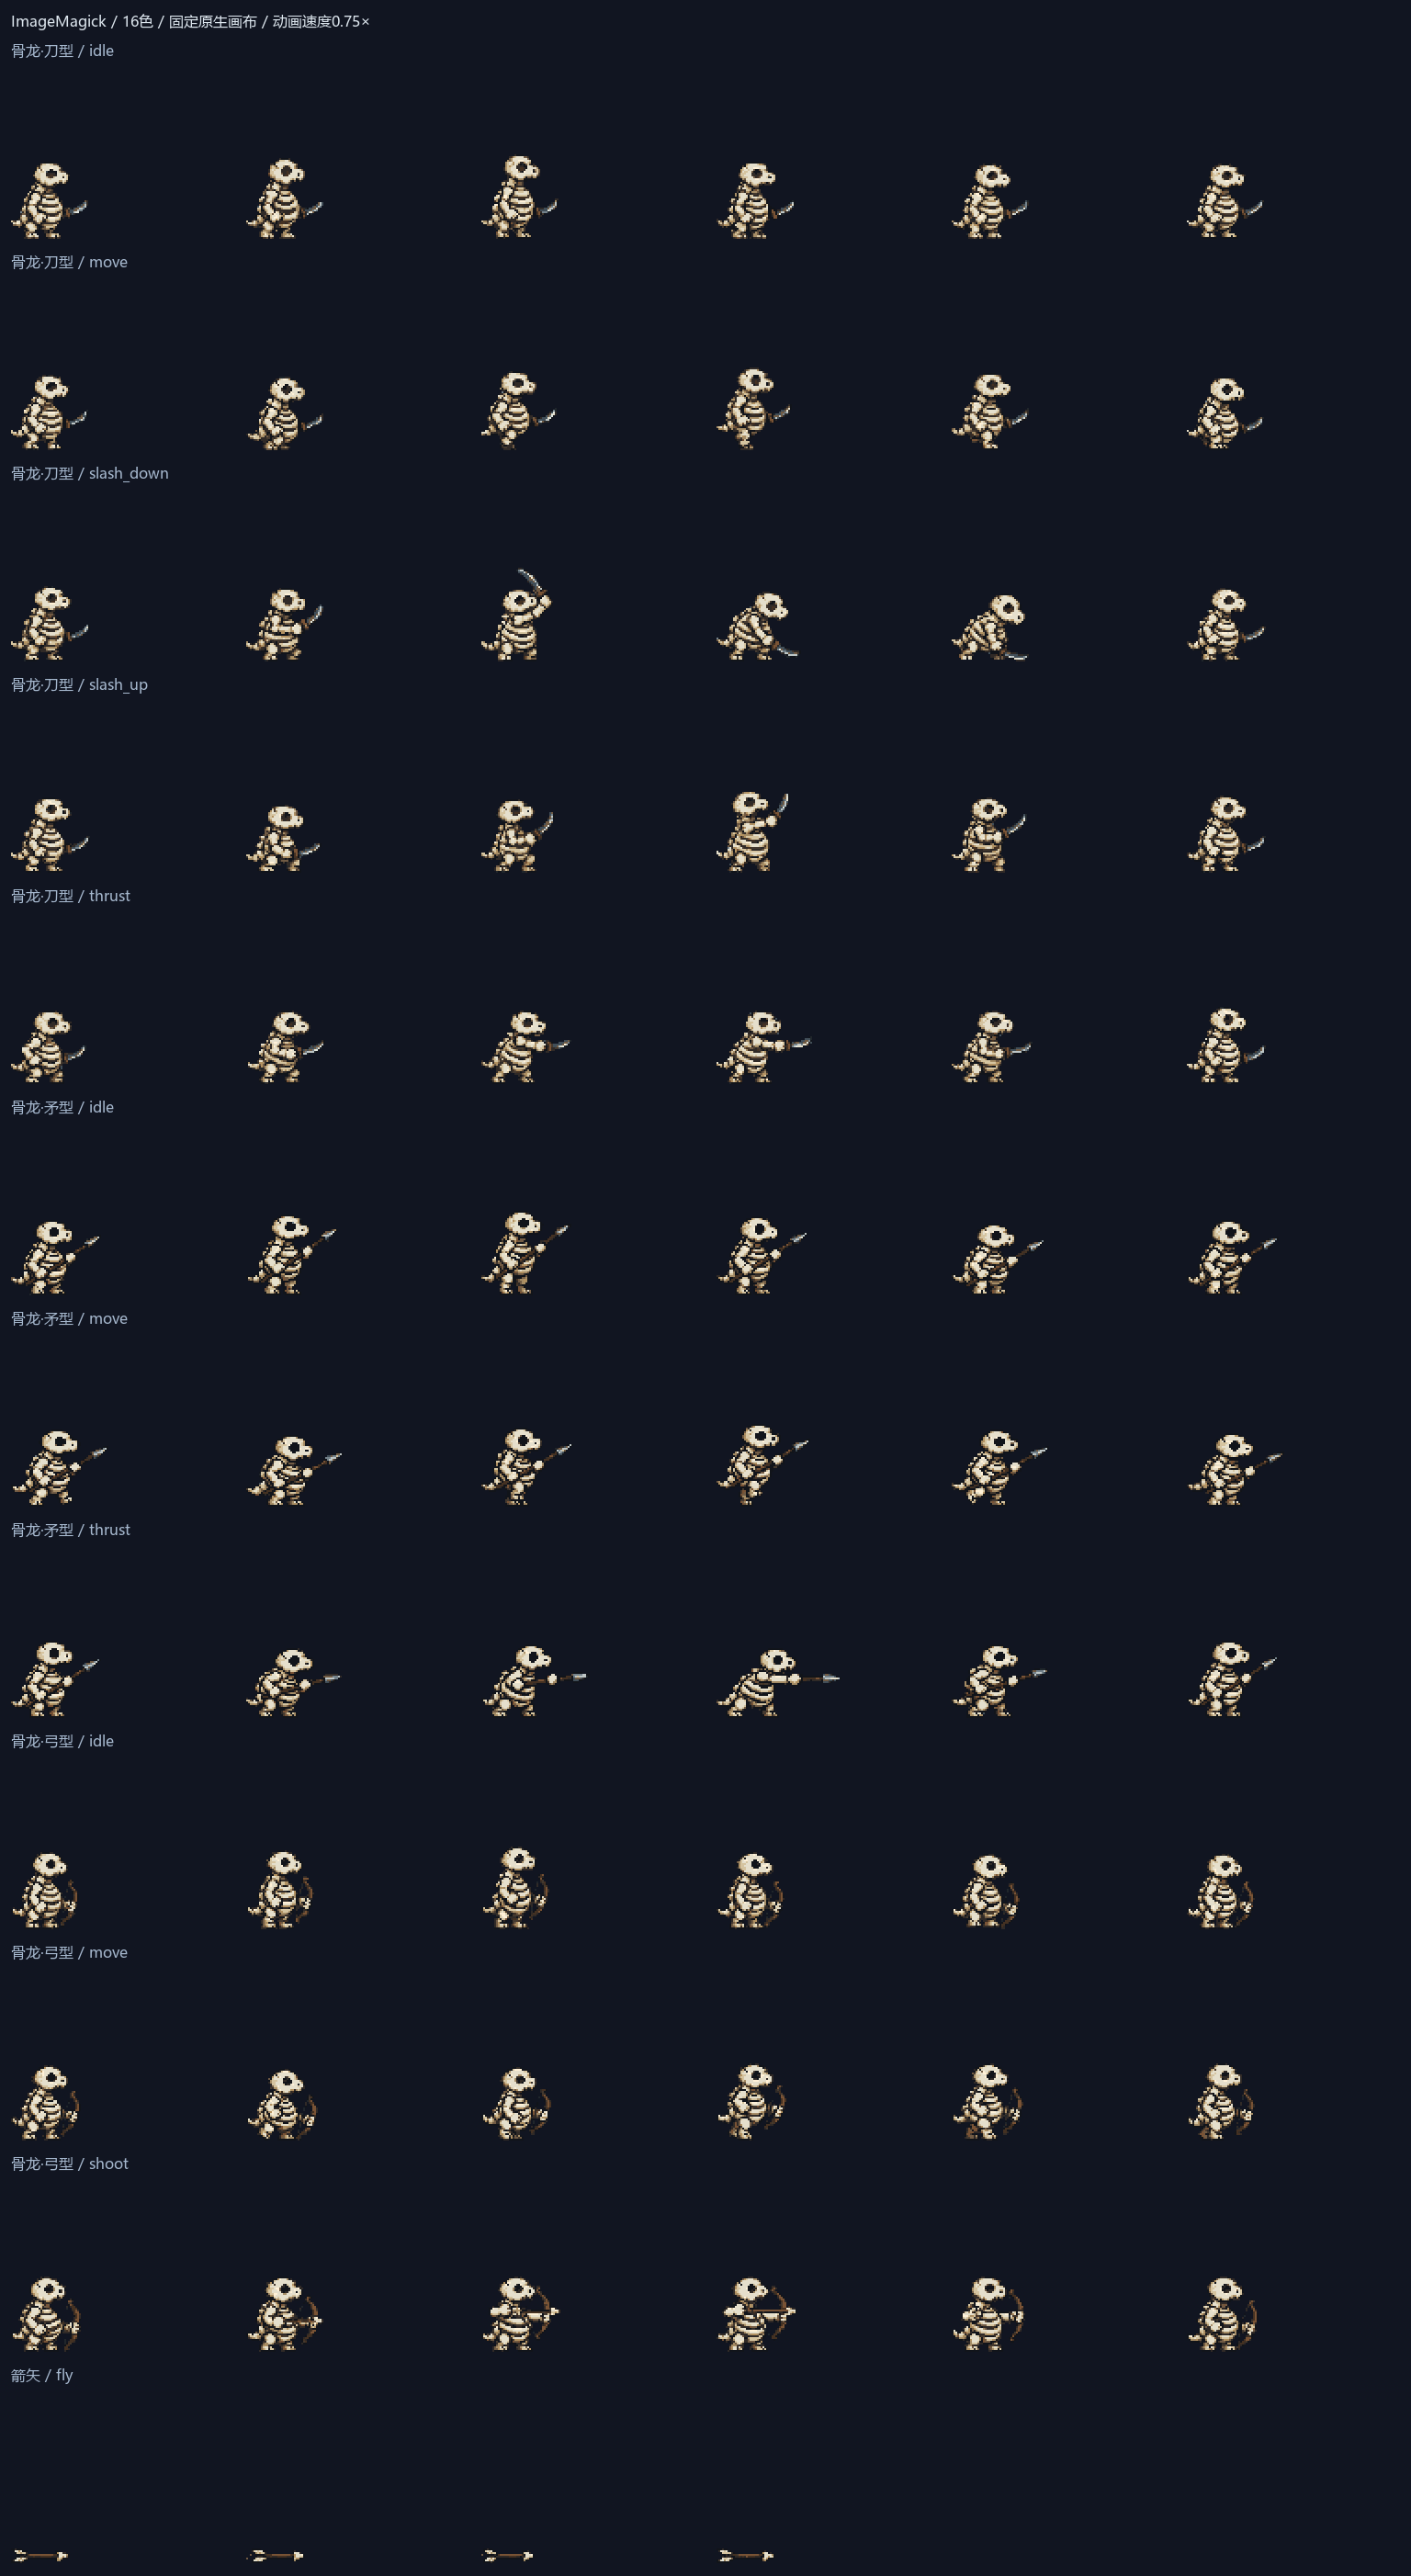 ImageMagick / 16色 / 固定原生画布 / 动画速度0.75×
骨龙·刀型 / idle
骨龙·刀型 / move
骨龙·刀型 / slash_down
骨龙·刀型 / slash_up
骨龙·刀型 / thrust
骨龙·矛型 / idle
骨龙·矛型 / move
骨龙·矛型 / thrust
骨龙·弓型 / idle
骨龙·弓型 / move
骨龙·弓型 / shoot
箭矢 / fly